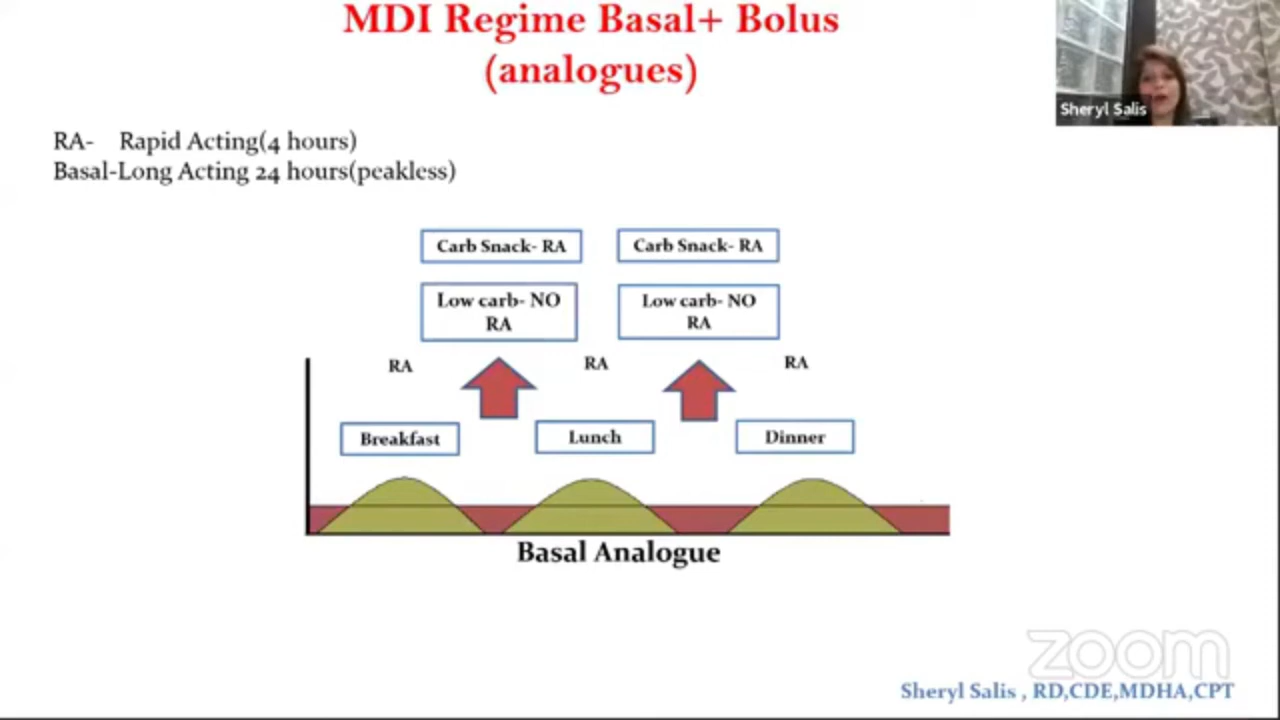 MDI Regime Basal+ Bolus
(analogues)
Sheryl Salis
RA- Rapid Acting(4 hours)
Basal-Long Acting 24 hours(peakless)
Carb Snack- RA
Carb Snack- RA
Low carb- NO
RA
Low carb- NO
RA
RA
RA
RA
Breakfast
Lunch
Dinner
Basal Analogue
zoom
Sheryl Salis , RD,CDE,MDHA,CPT